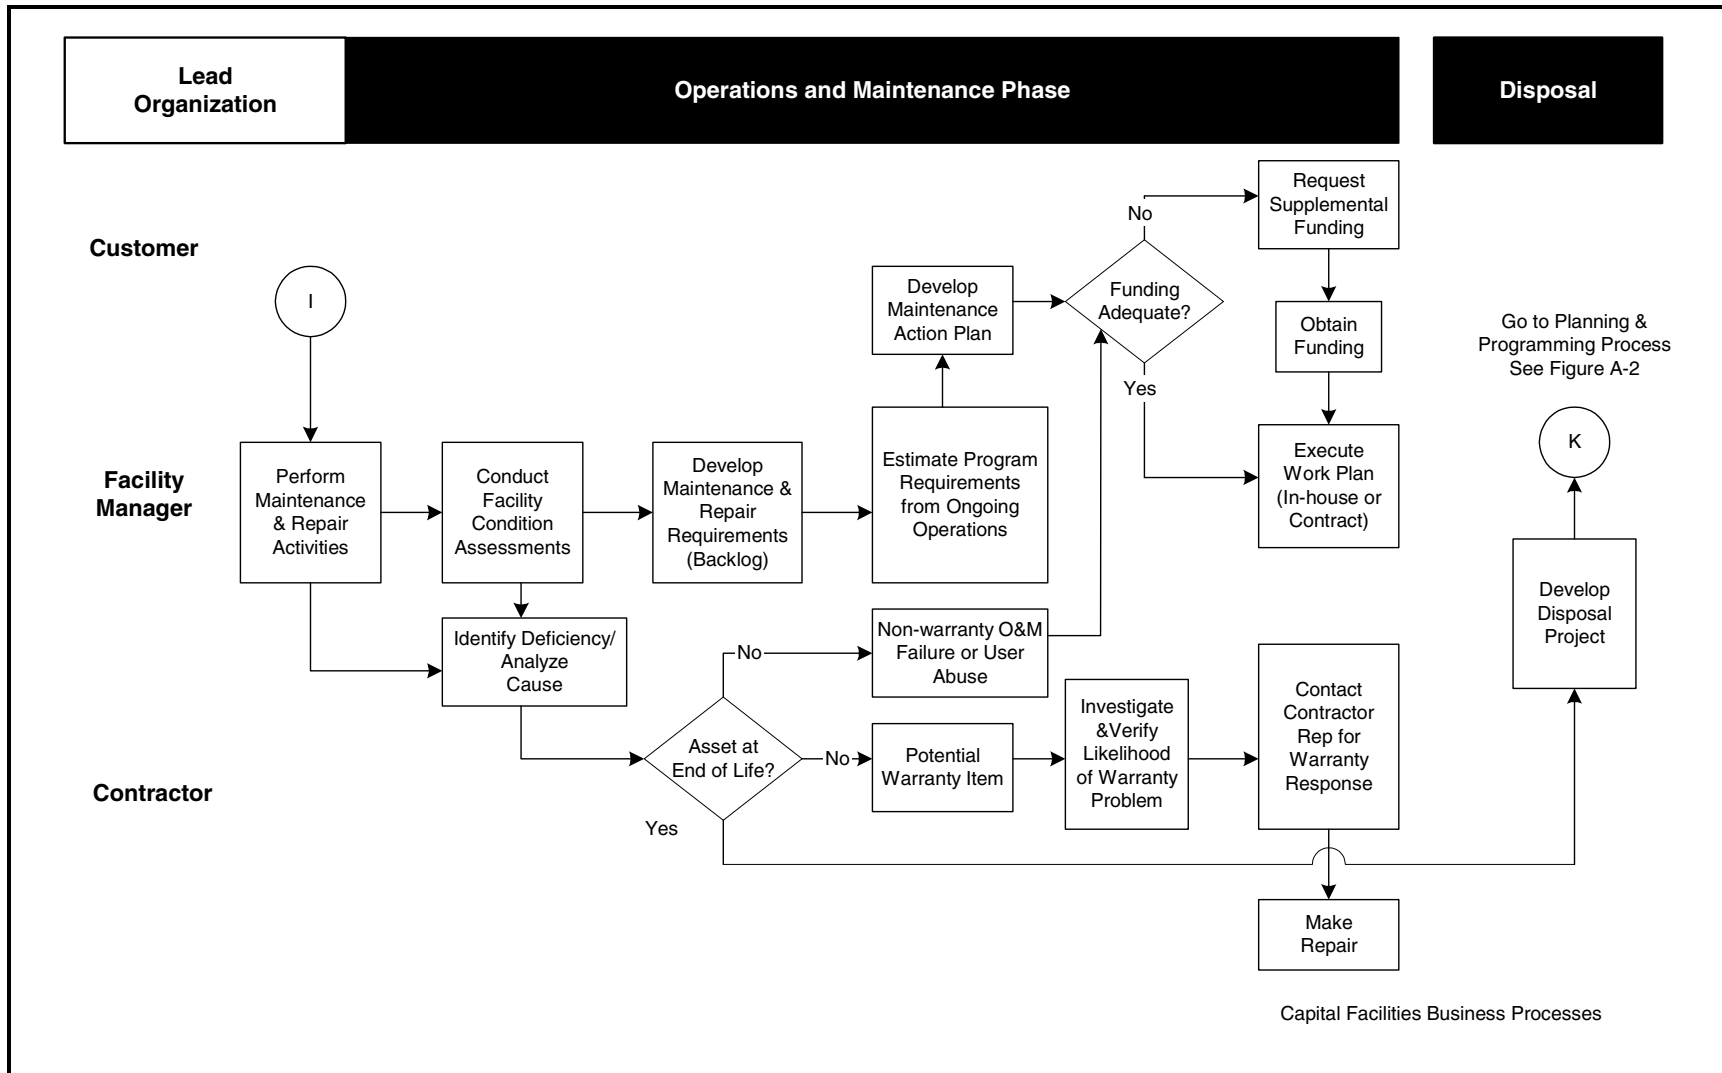 Lead
Organization
Operations and Maintenance Phase
Disposal
Customer
Facility
Manager
Contractor
I
Perform
Maintenance
& Repair
Activities
Conduct
Facility
Condition
Assessments
Develop
Maintenance &
Repair
Requirements
(Backlog)
Estimate Program
Requirements
from Ongoing
Operations
Develop
Maintenance
Action Plan
Funding
Adequate?
No
Yes
Request
Supplemental
Funding
Obtain
Funding
Execute
Work Plan
(In-house or
Contract)
Identify Deficiency/
Analyze
Cause
Asset at
End of Life?
No
No
Yes
Non-warranty O&M
Failure or User
Abuse
Potential
Warranty Item
Investigate
&Verify
Likelihood
of Warranty
Problem
Contact
Contractor
Rep for
Warranty
Response
Make
Repair
Go to Planning &
Programming Process
See Figure A-2
K
Develop
Disposal
Project
Capital Facilities Business Processes